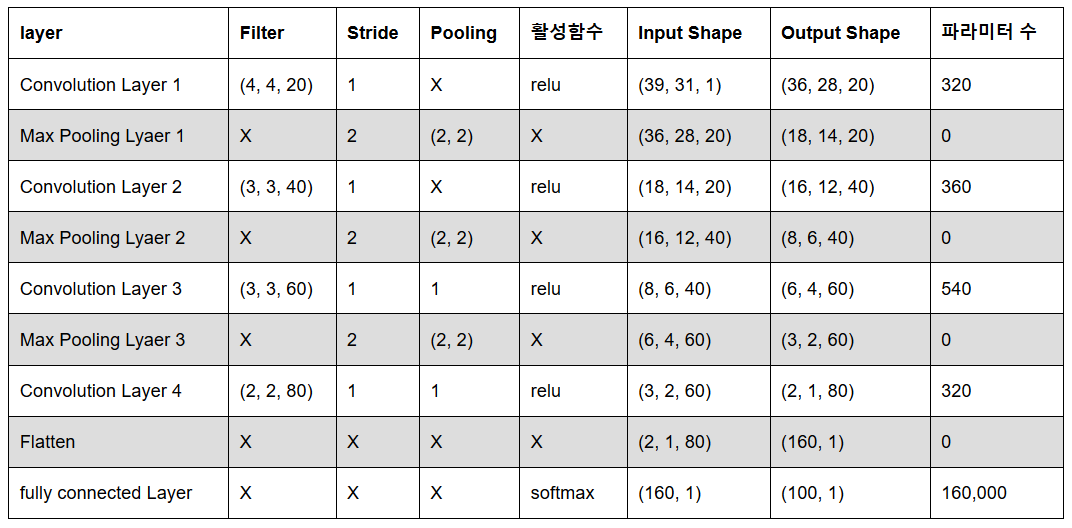 layer Filter Stride Pooling 활성함수 Input Shape Output Shape 파라미터 수
Convolution Layer 1 (4, 4, 20) 1 X relu (39, 31, 1) (36, 28, 20) 320
Max Pooling Lyaer 1 X 2 (2, 2) X (36, 28, 20) (18, 14, 20) 0
Convolution Layer 2 (3, 3, 40) 1 X relu (18, 14, 20) (16, 12, 40) 360
Max Pooling Lyaer 2 X 2 (2, 2) X (16, 12, 40) (8, 6, 40) 0
Convolution Layer 3 (3, 3, 60) 1 1 relu (8, 6, 40) (6, 4, 60) 540
Max Pooling Lyaer 3 X 2 (2, 2) X (6, 4, 60) (3, 2, 60) 0
Convolution Layer 4 (2, 2, 80) 1 1 relu (3, 2, 60) (2, 1, 80) 320
Flatten X X X X (2, 1, 80) (160, 1) 0
fully connected Layer X X X softmax (160, 1) (100, 1) 160,000